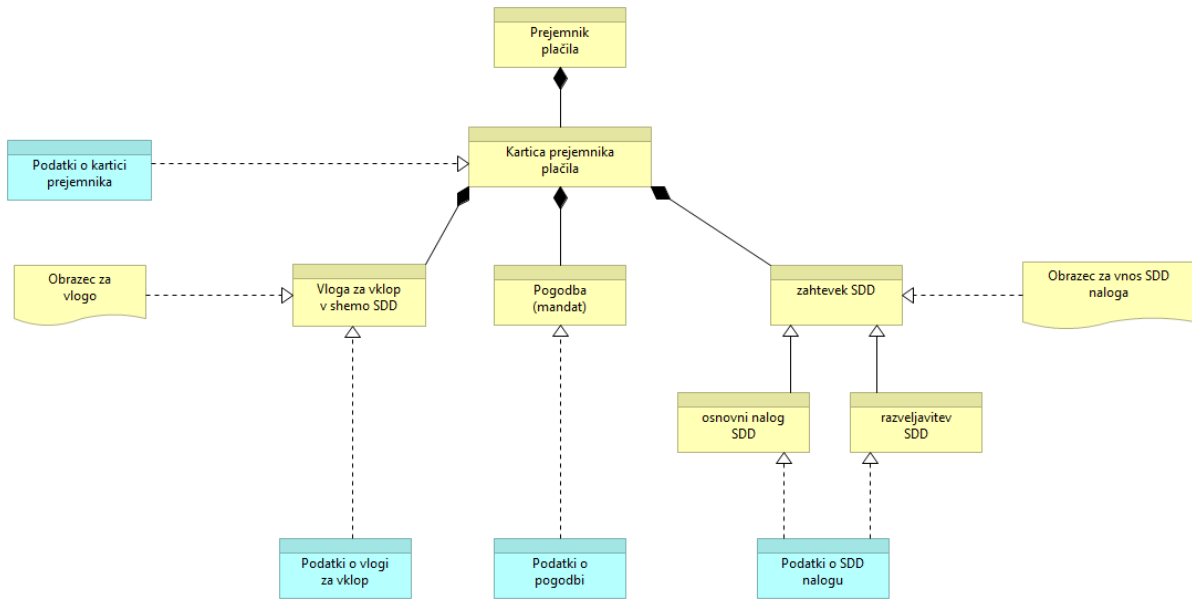 Prejemnik
plačila
Kartica prejemnika
plačila
Podatki o kartici
prejemnika
Obrazec za
vlogo
Vloga za vklop
v shemo SDD
Pogodba
(mandat)
zahtevek SDD
Obrazec za vnos SDD
naloga
osnovni nalog
SDD
razveljavitev
SDD
Podatki o vlogi
za vklop
Podatki o
pogodbi
Podatki o SDD
nalogu